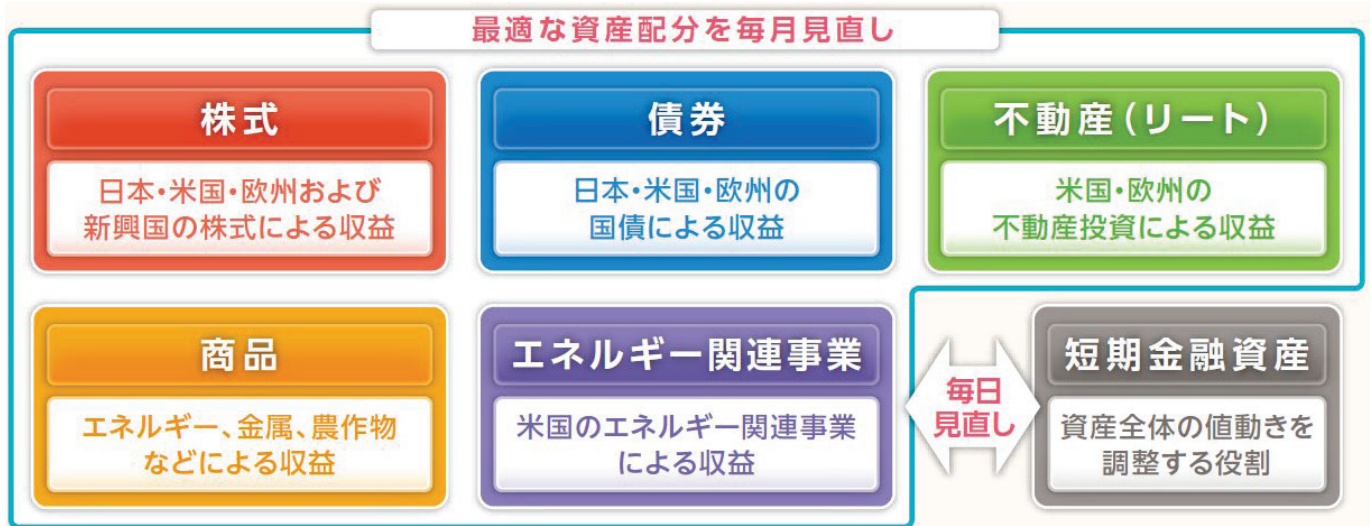 最適な資産配分を毎月見直し
株式
日本・米国・欧州および
新興国の株式による収益
債券
日本・米国・欧州の
国債による収益
不動産(リート)
米国・欧州の
不動産投資による収益
商品
エネルギー、金属、農作物
などによる収益
エネルギー関連事業
米国のエネルギー関連事業
による収益
毎日
見直し
短期金融資産
資産全体の値動きを
調整する役割